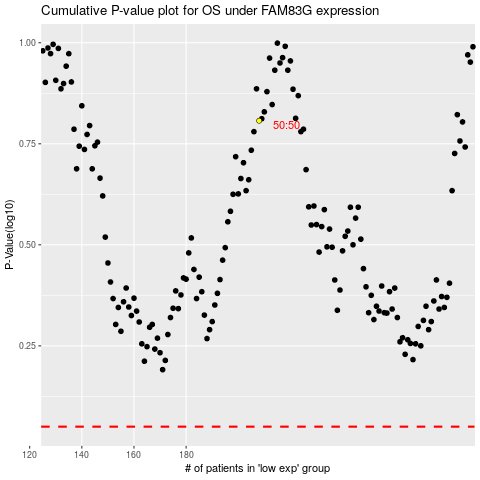 Cumulative P-value plot for OS under FAM83G expression
P-Value(log10)
1.00
0.75
0.50
0.25
50:50
120 140 160 180
# of patients in 'low exp' group